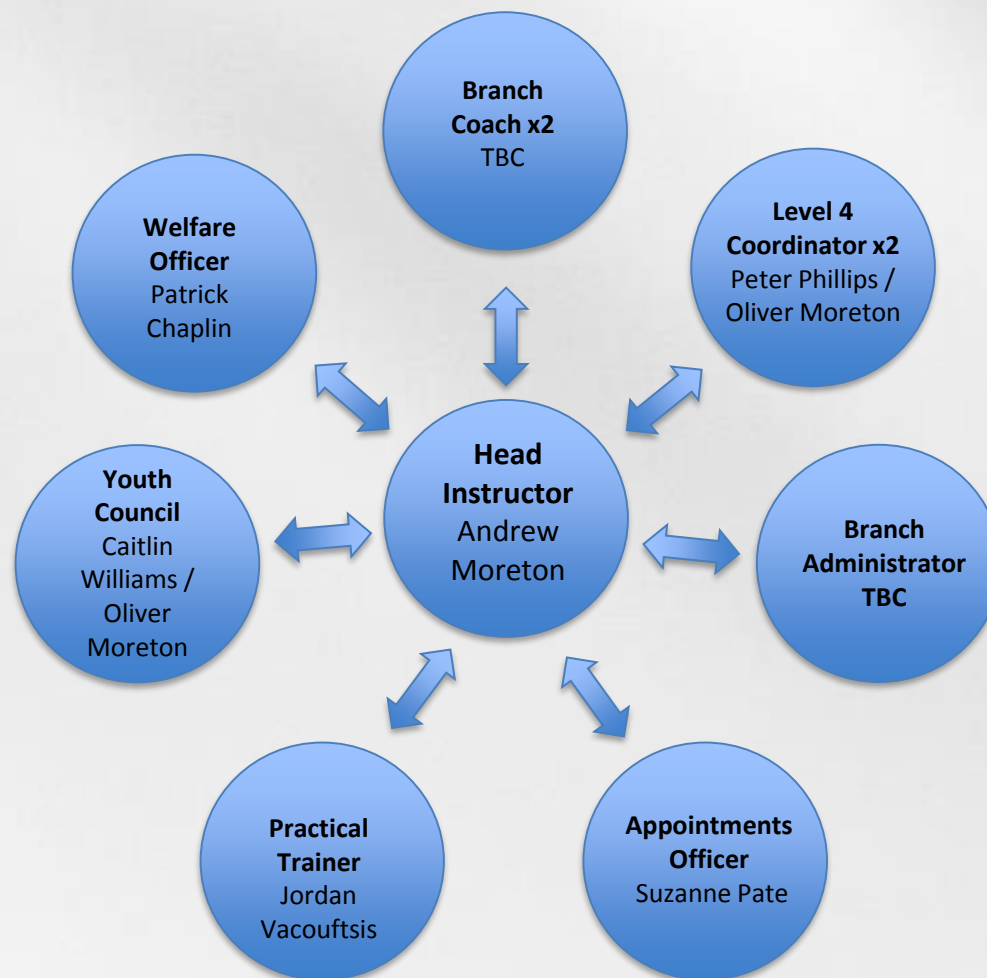 Branch
Coach x2
TBC
Welfare
Officer
Patrick
Chaplin
Level 4
Coordinator x2
Peter Phillips /
Oliver Moreton
Head
Instructor
Andrew
Moreton
Youth
Council
Caitlin
Williams /
Oliver
Moreton
Branch
Administrator
TBC
Practical
Trainer
Jordan
Vacouftsis
Appointments
Officer
Suzanne Pate